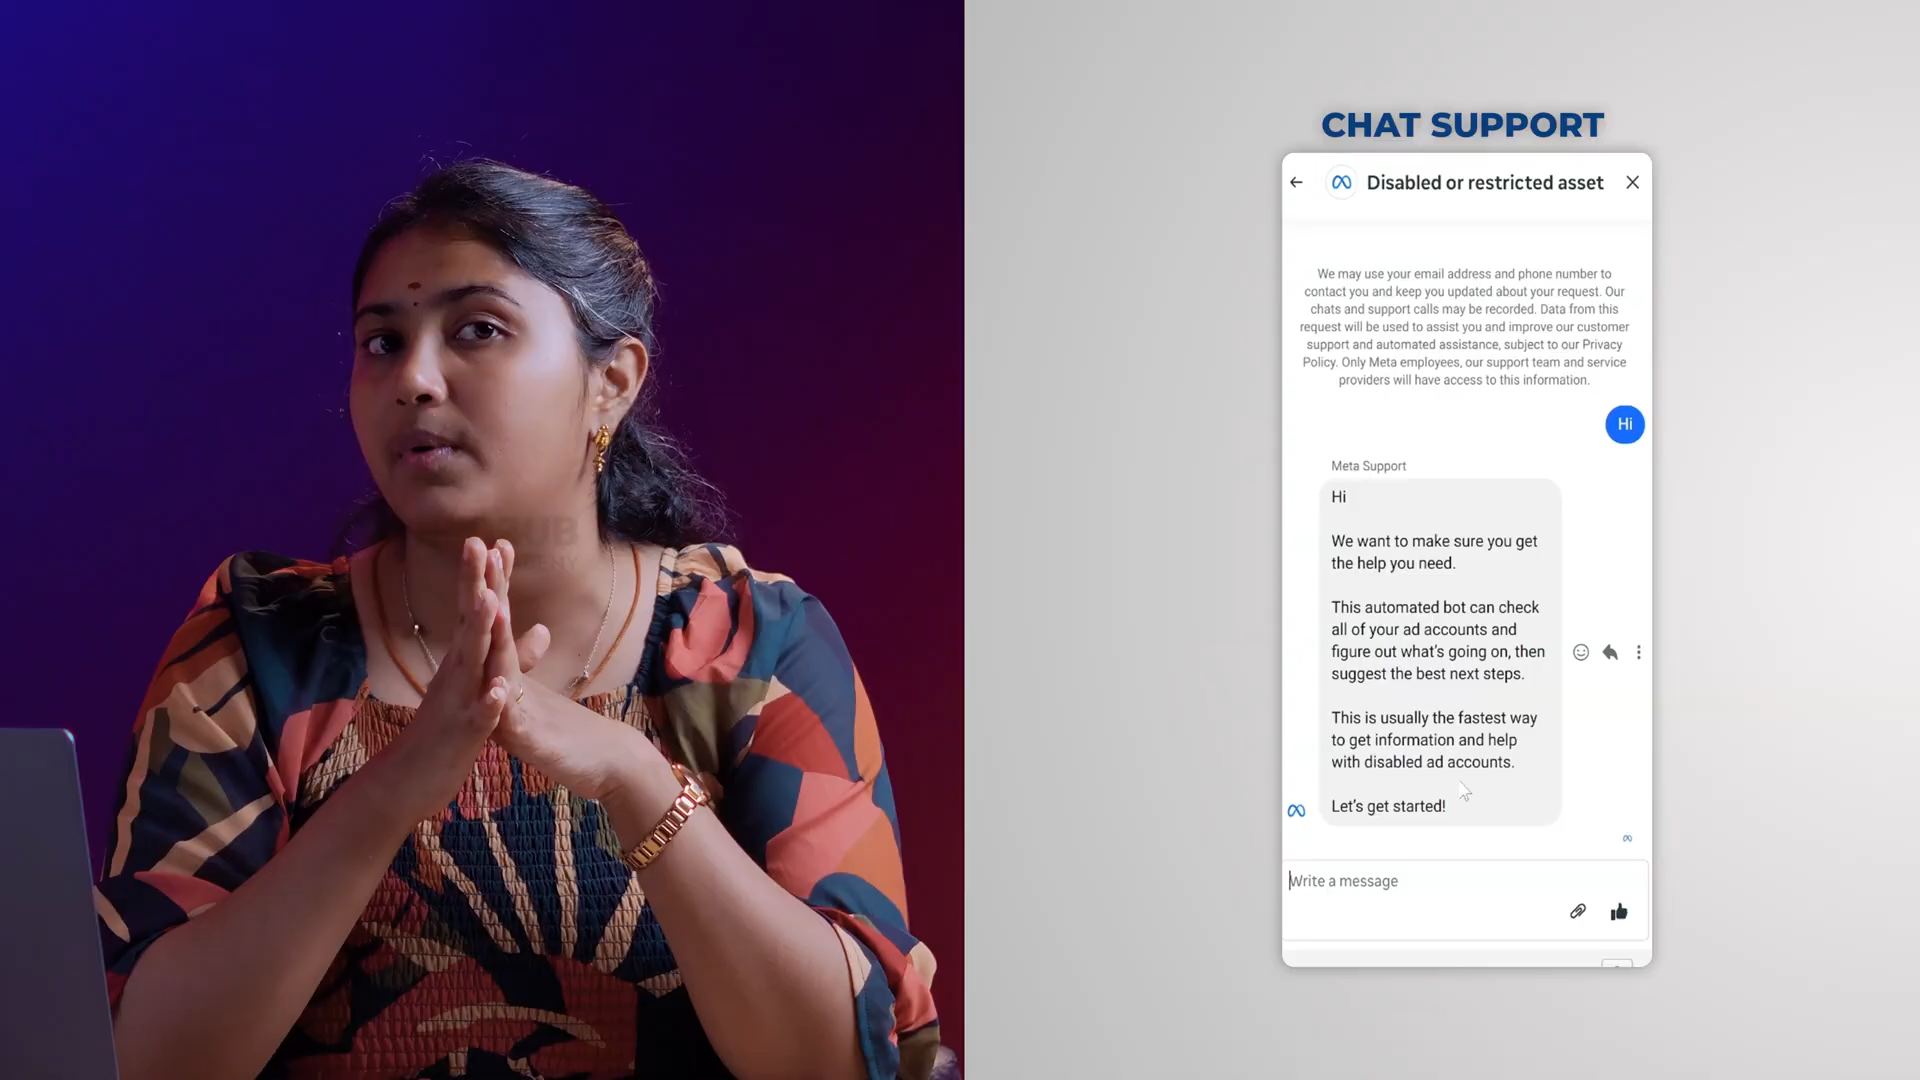 CHAT SUPPORT
Disabled or restricted asset
We may use your email address and phone number to
contact you and keep you updated about your request. Our
chats and support calls may be recorded. Data from this
request will be used to assist you and improve our customer
support and automated assistance, subject to our Privacy
Policy. Only Meta employees, our support team and service
providers will have access to this information.
Hi
Meta Support
Hi
We want to make sure you get
the help you need.
This automated bot can check
all of your ad accounts and
figure out what's going on, then
suggest the best next steps.
This is usually the fastest way
to get information and help
with disabled ad accounts.
Let's get started!
Write a message